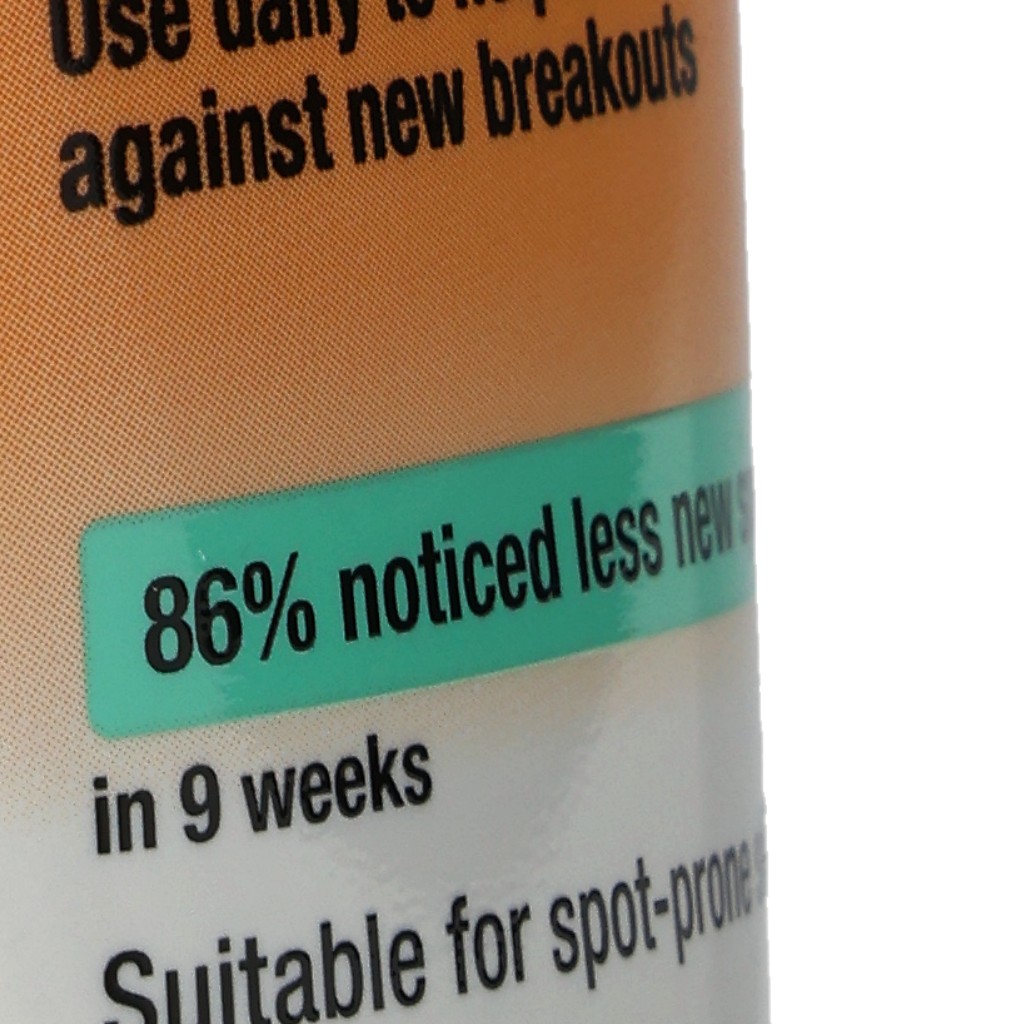 Use daily to
against new breakouts
86% noticed less new
in 9 weeks
Suitable for spot-prone